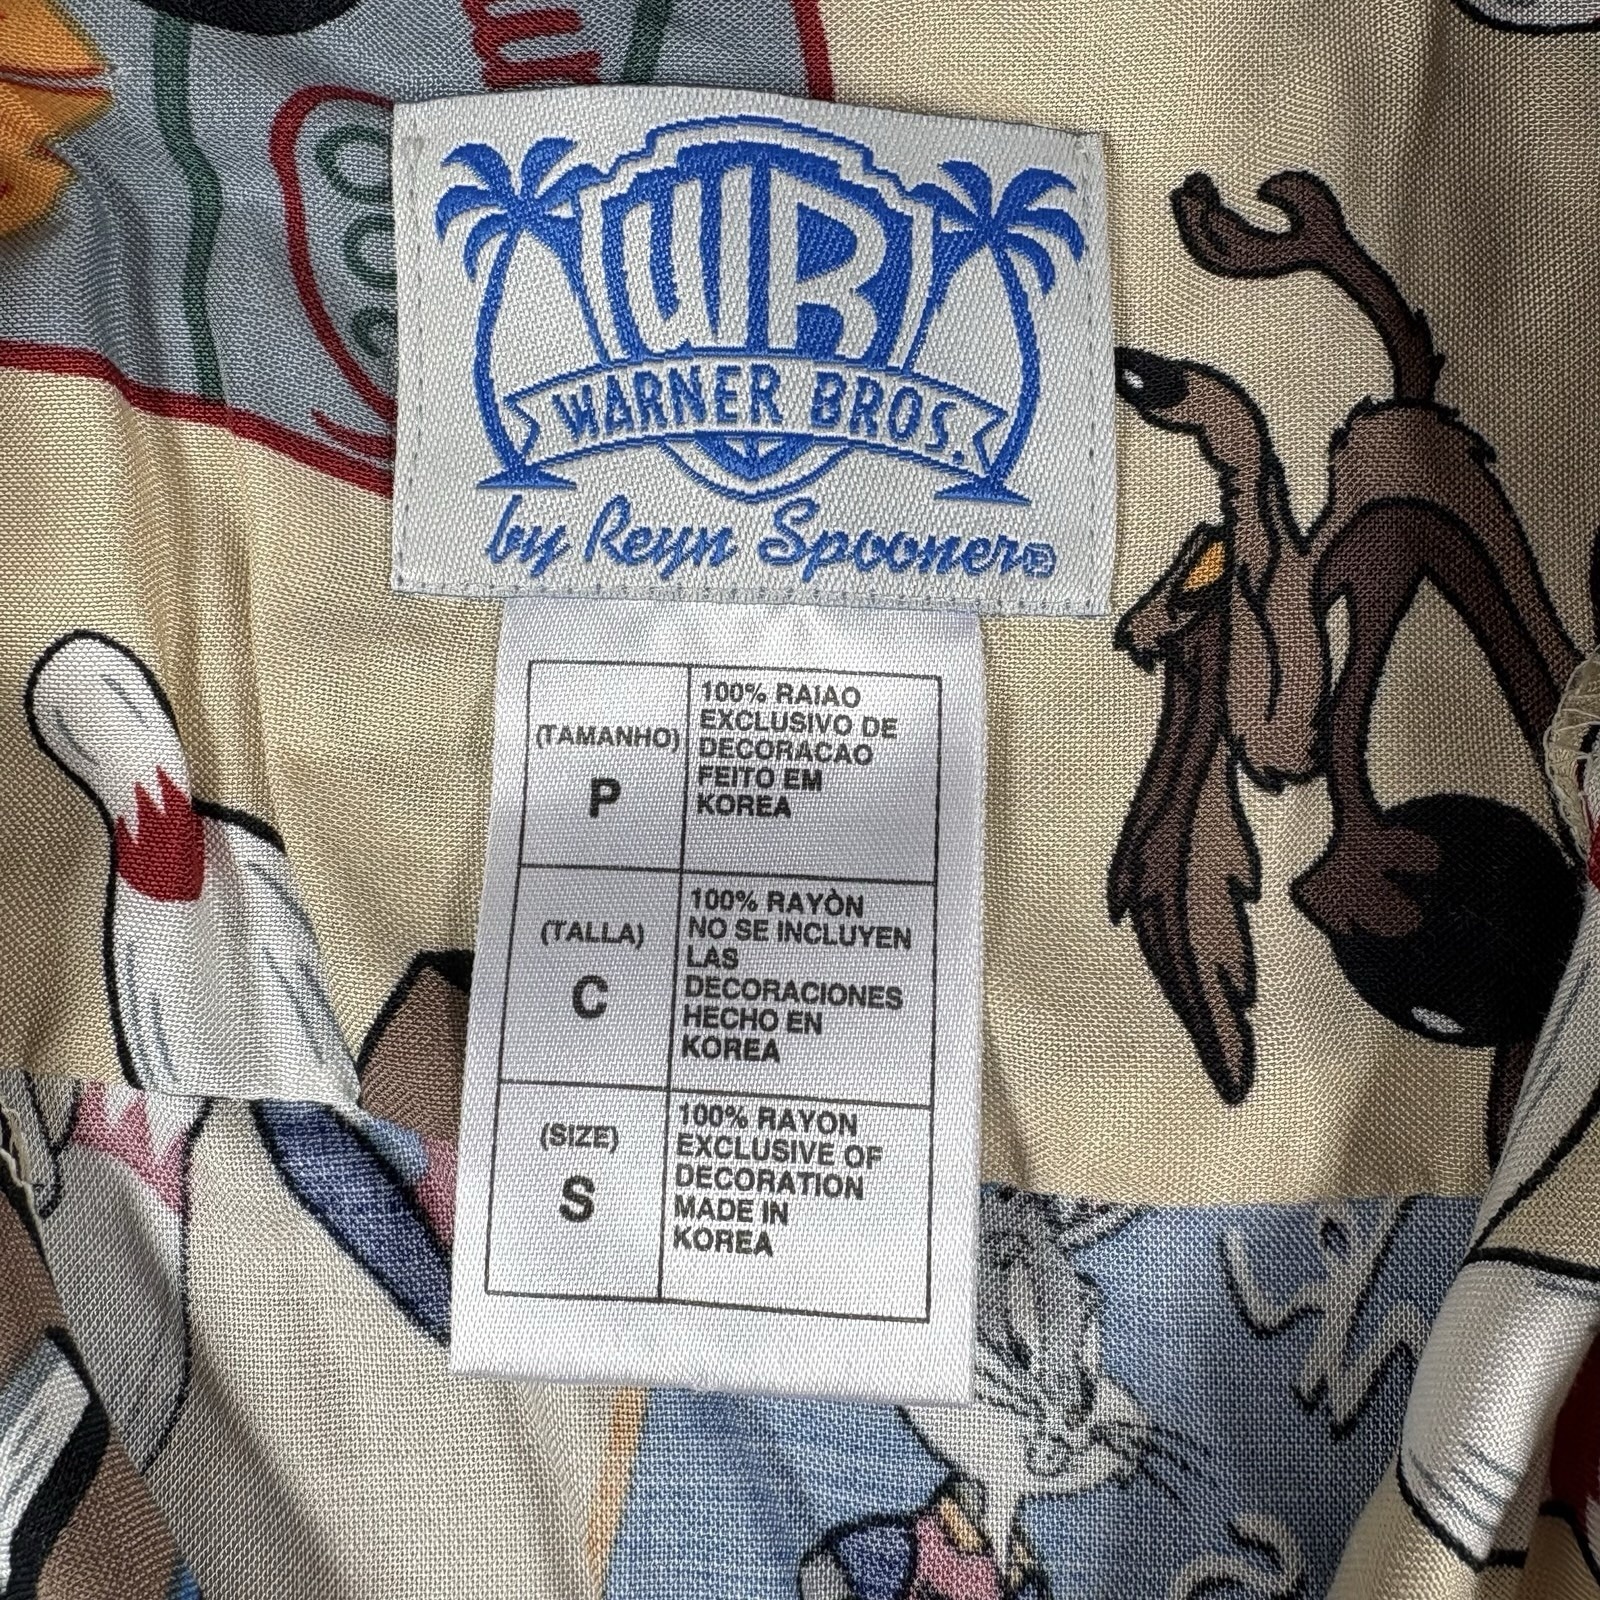 WB
WARNER BROS.
by Reyn Spooner®
(TAMANHO)
P
100% RAIAO
EXCLUSIVO DE
DECORACAO
FEITO EM
KOREA
(TALLA)
C
100% RAYÒN
NO SE INCLUYEN
LAS
DECORACIONES
HECHO EN
KOREA
(SIZE)
S
100% RAYON
EXCLUSIVE OF
DECORATION
MADE IN
KOREA